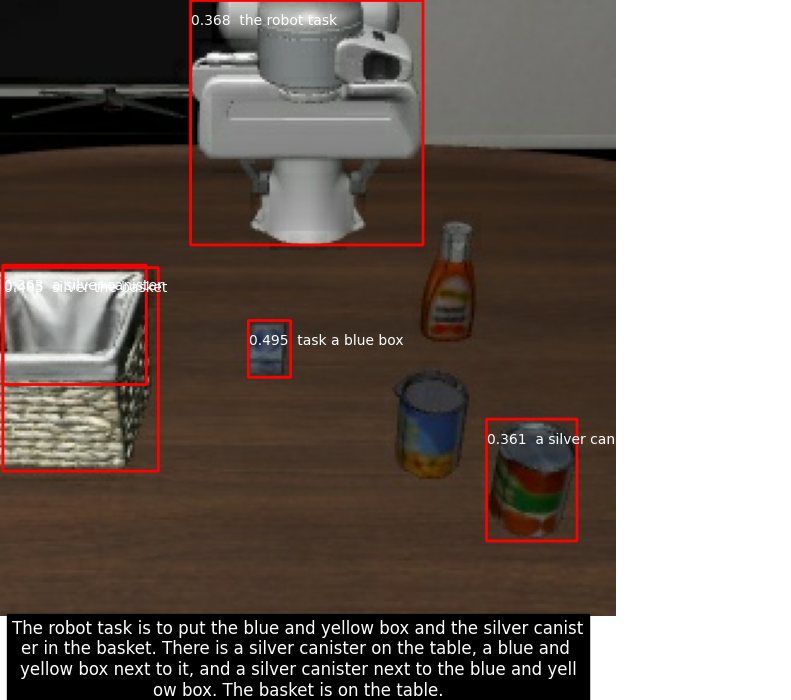 0.368 the robot task
silver the basket
0.495 task a blue box
0.361 a silver can
The robot task is to put the blue and yellow box and the silver canist
er in the basket. There is a silver canister on the table, a blue and
yellow box next to it, and a silver canister next to the blue and yell
ow box. The basket is on the table.